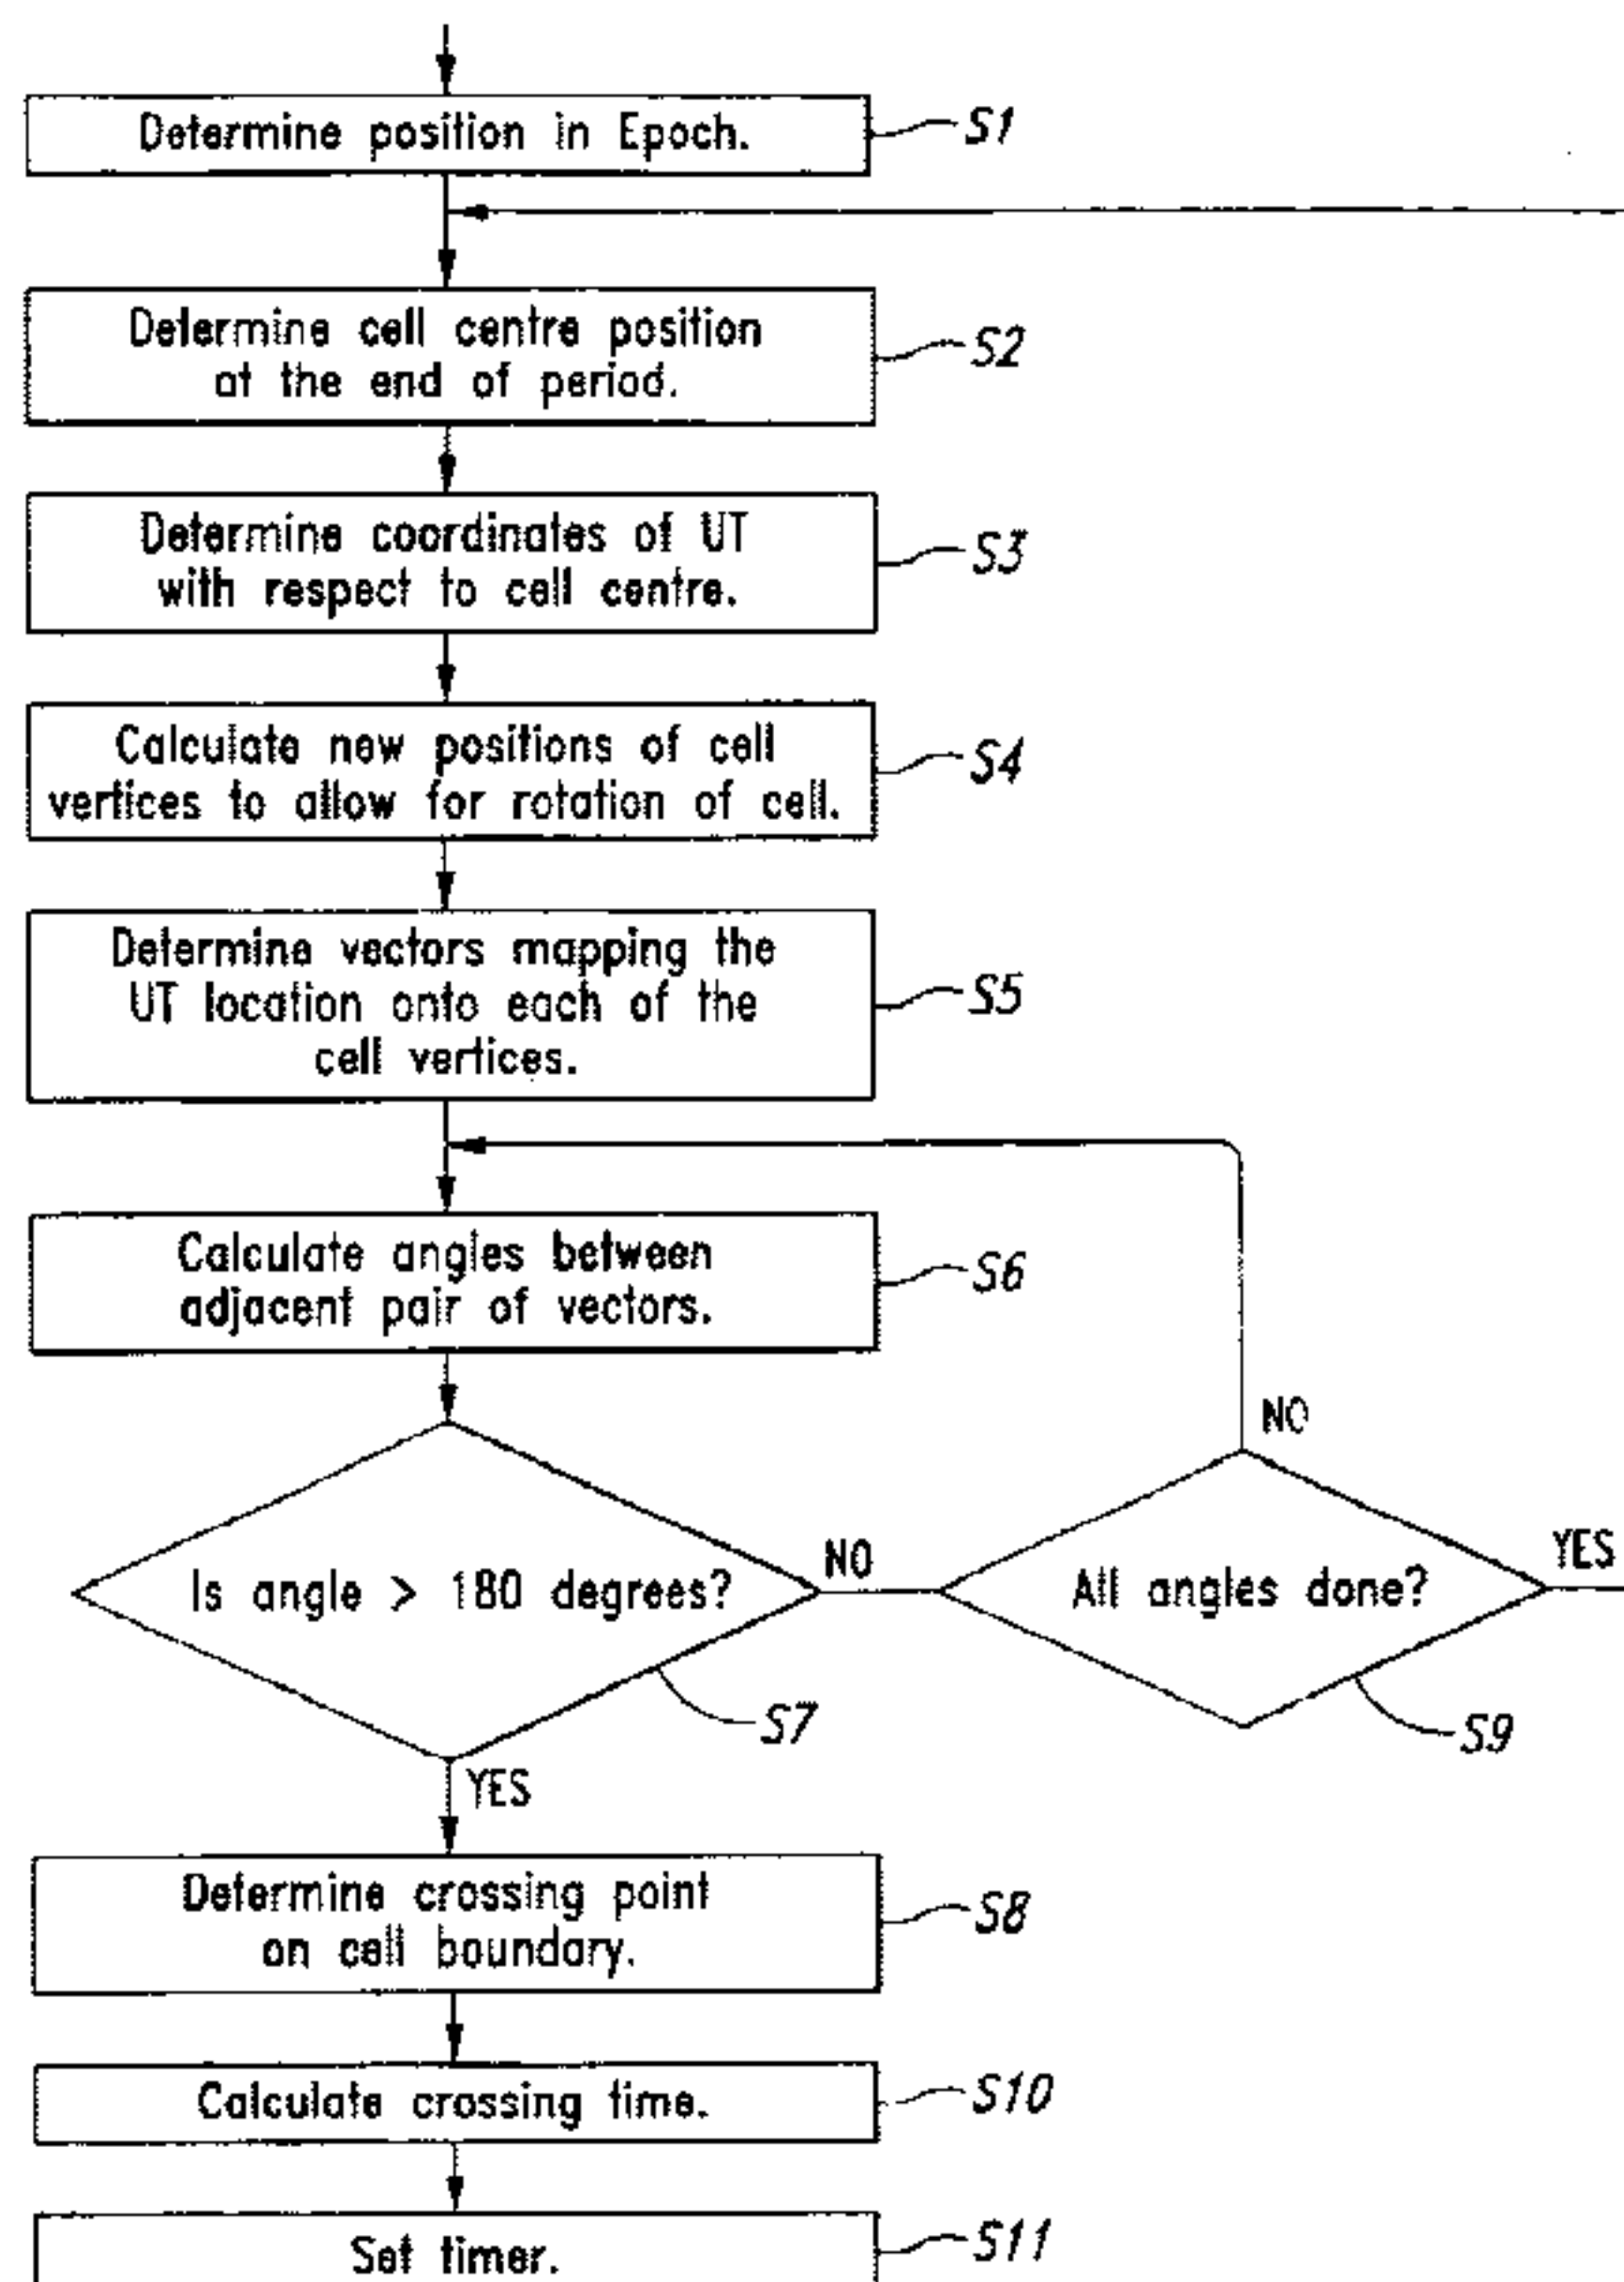 Determine position in Epoch.
S1
Determine cell centre position
at the end of period.
S2
Determine coordinates of UT
with respect to cell centre.
S3
Calculate new positions of cell
vertices to allow for rotation of cell.
S4
Determine vectors mapping the
UT location onto each of the
cell vertices.
S5
Calculate angles between
adjacent pair of vectors.
S6
Is angle > 180 degrees?
NO
S7
YES
All angles done?
NO
YES
S9
Determine crossing point
on cell boundary.
S8
Calculate crossing time.
S10
Set timer.
S11